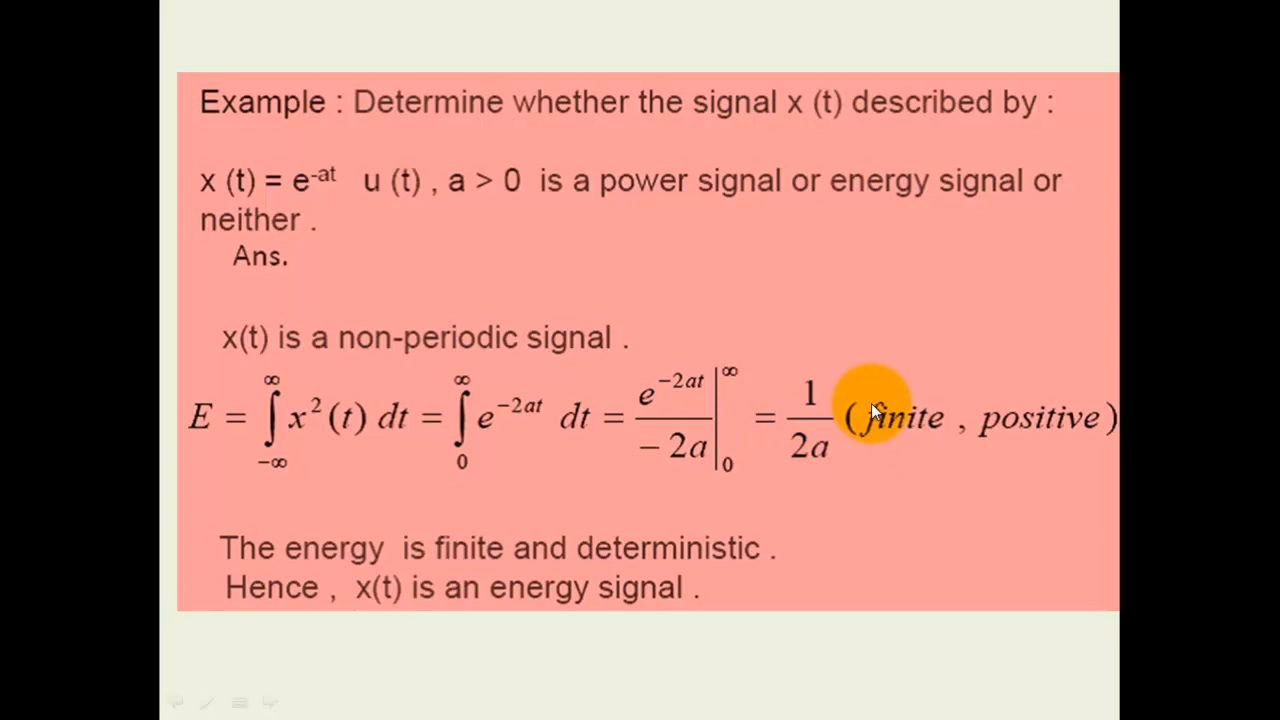 Example : Determine whether the signal x (t) described by :
x (t) = e^-at u (t) , a > 0 is a power signal or energy signal or
neither .
Ans.
x(t) is a non-periodic signal .
E = ∫_{-∞}^{∞} x²(t) dt = ∫_{0}^{∞} e^{-2at} dt = e^{-2at} / -2a |_{0}^{∞} = 1/2a (finite , positive)
The energy is finite and deterministic .
Hence , x(t) is an energy signal .